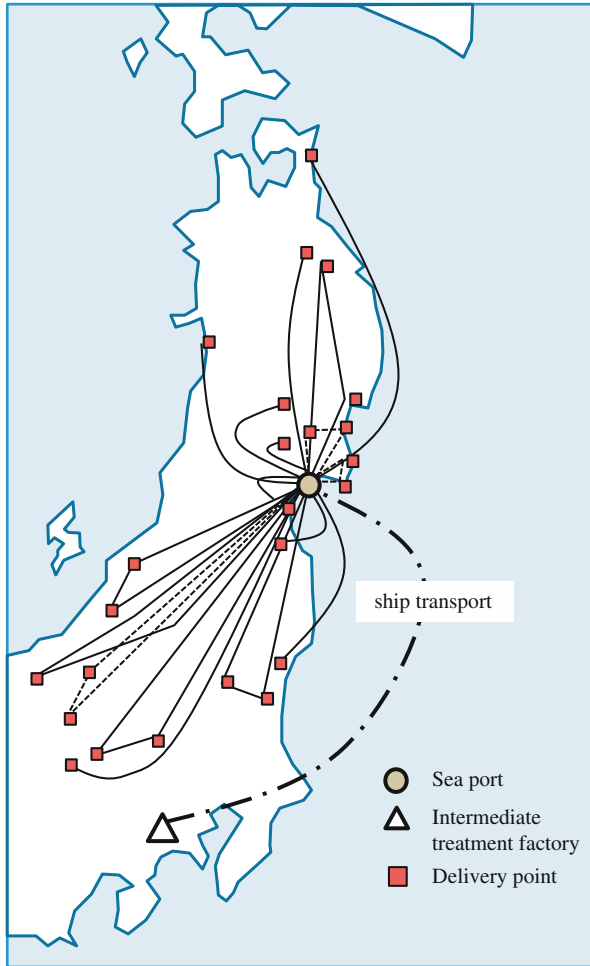 ship transport
Sea port
Intermediate
treatment factory
Delivery point